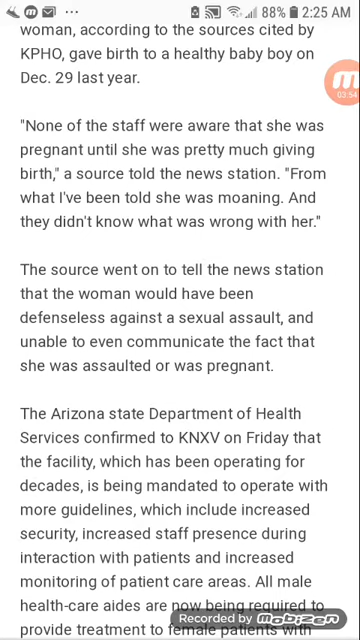 88% 2:25 AM
woman, according to the sources cited by
KPHO, gave birth to a healthy baby boy on
Dec. 29 last year.
m
03:54
"None of the staff were aware that she was
pregnant until she was pretty much giving
birth," a source told the news station. "From
what I've been told she was moaning. And
they didn't know what was wrong with her."
The source went on to tell the news station
that the woman would have been
defenseless against a sexual assault, and
unable to even communicate the fact that
she was assaulted or was pregnant.
The Arizona state Department of Health
Services confirmed to KNXV on Friday that
the facility, which has been operating for
decades, is being mandated to operate with
more guidelines, which include increased
security, increased staff presence during
interaction with patients and increased
monitoring of patient care areas. All male
health-care aides are now being required to
Recorded by Mobizen
provide treatment to female patients with